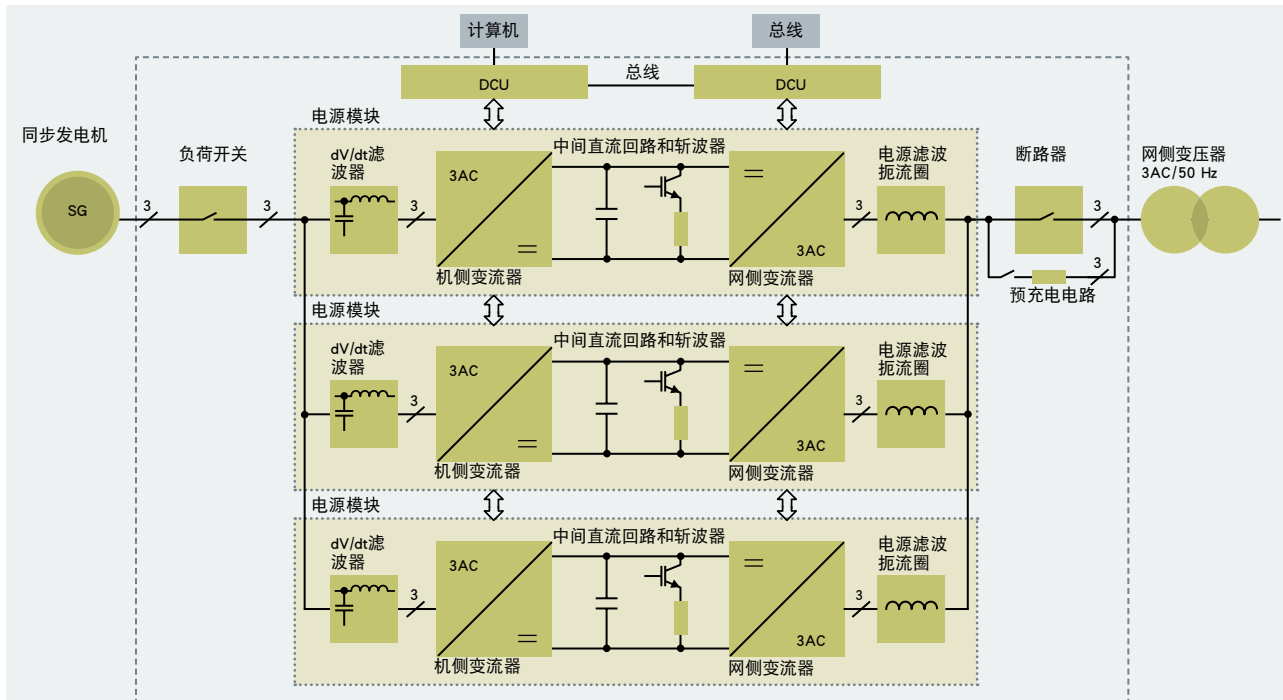 计算机
总线
DCU
总线
DCU
电源模块
同步发电机
SG
3
负荷开关
3
dV/dt滤
波器
3
3AC
机侧变流器
中间直流回路和斩波器
3AC
网侧变流器
3
电源滤波
扼流圈
断路器
3
3
预充电电路
网侧变压器
3AC/50 Hz
电源模块
dV/dt滤
波器
3
3AC
机侧变流器
中间直流回路和斩波器
3AC
网侧变流器
3
电源滤波
扼流圈
电源模块
dV/dt滤
波器
3
3AC
机侧变流器
中间直流回路和斩波器
3AC
网侧变流器
3
电源滤波
扼流圈